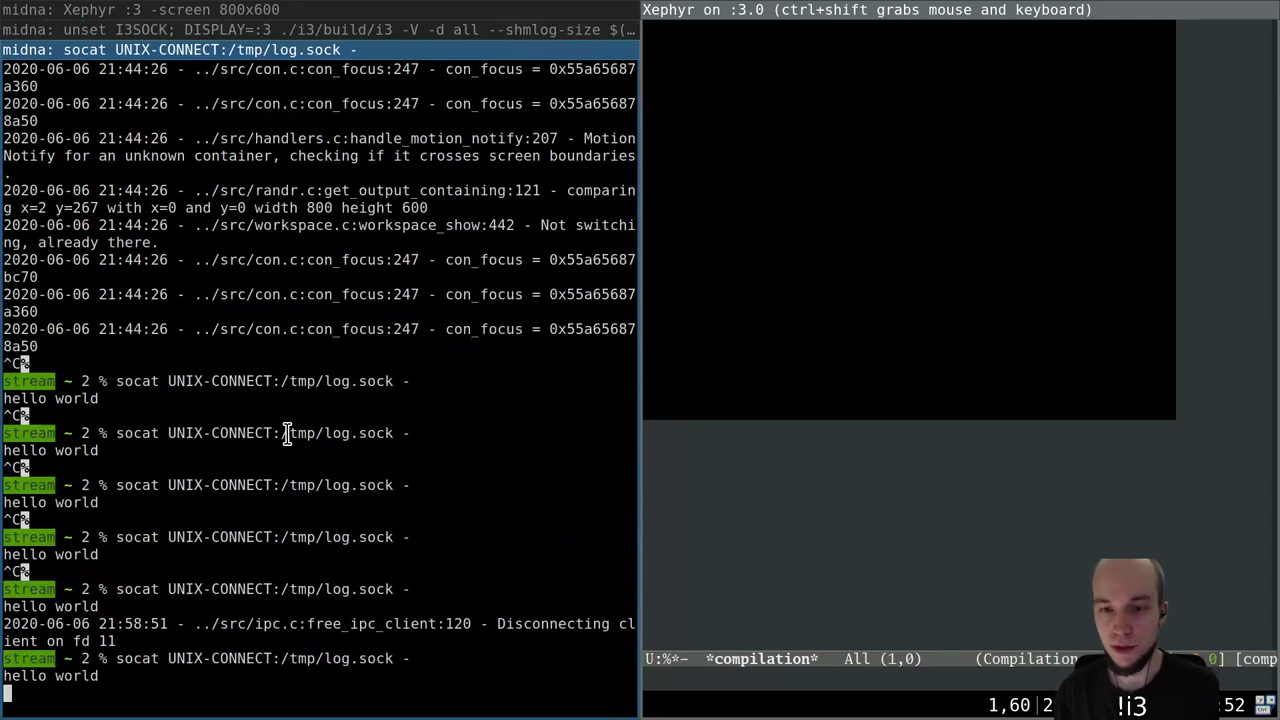 midna: Xephyr :3 -screen 800x600
midna: unset I3SOCK; DISPLAY=:3 ./i3/build/i3 -V -d all --shmlog-size $(…
midna: socat UNIX-CONNECT:/tmp/log.sock -
2020-06-06 21:44:26 - ../src/con.c:con_focus:247 - con_focus = 0x55a65687
a360
2020-06-06 21:44:26 - ../src/con.c:con_focus:247 - con_focus = 0x55a65687
8a50
2020-06-06 21:44:26 - ../src/handlers.c:handle_motion_notify:207 - Motion
Notify for an unknown container, checking if it crosses screen boundaries
.
2020-06-06 21:44:26 - ../src/randr.c:get_output_containing:121 - comparin
g x=2 y=267 with x=0 and y=0 width 800 height 600
2020-06-06 21:44:26 - ../src/workspace.c:workspace_show:442 - Not switchi
ng, already there.
2020-06-06 21:44:26 - ../src/con.c:con_focus:247 - con_focus = 0x55a65687
bc70
2020-06-06 21:44:26 - ../src/con.c:con_focus:247 - con_focus = 0x55a65687
a360
2020-06-06 21:44:26 - ../src/con.c:con_focus:247 - con_focus = 0x55a65687
8a50
^C%
stream ~ 2 % socat UNIX-CONNECT:/tmp/log.sock -
hello world
^C%
stream ~ 2 % socat UNIX-CONNECT:/tmp/log.sock -
hello world
^C%
stream ~ 2 % socat UNIX-CONNECT:/tmp/log.sock -
hello world
^C%
stream ~ 2 % socat UNIX-CONNECT:/tmp/log.sock -
hello world
^C%
stream ~ 2 % socat UNIX-CONNECT:/tmp/log.sock -
hello world
2020-06-06 21:58:51 - ../src/ipc.c:free_ipc_client:120 - Disconnecting cl
ient on fd 11
stream ~ 2 % socat UNIX-CONNECT:/tmp/log.sock -
hello world
Xephyr on :3.0 (ctrl+shift grabs mouse and keyboard)
U:%*- *compilation* All (1,0) (Compilation 0] [comp
1,60|2 !i3 :52